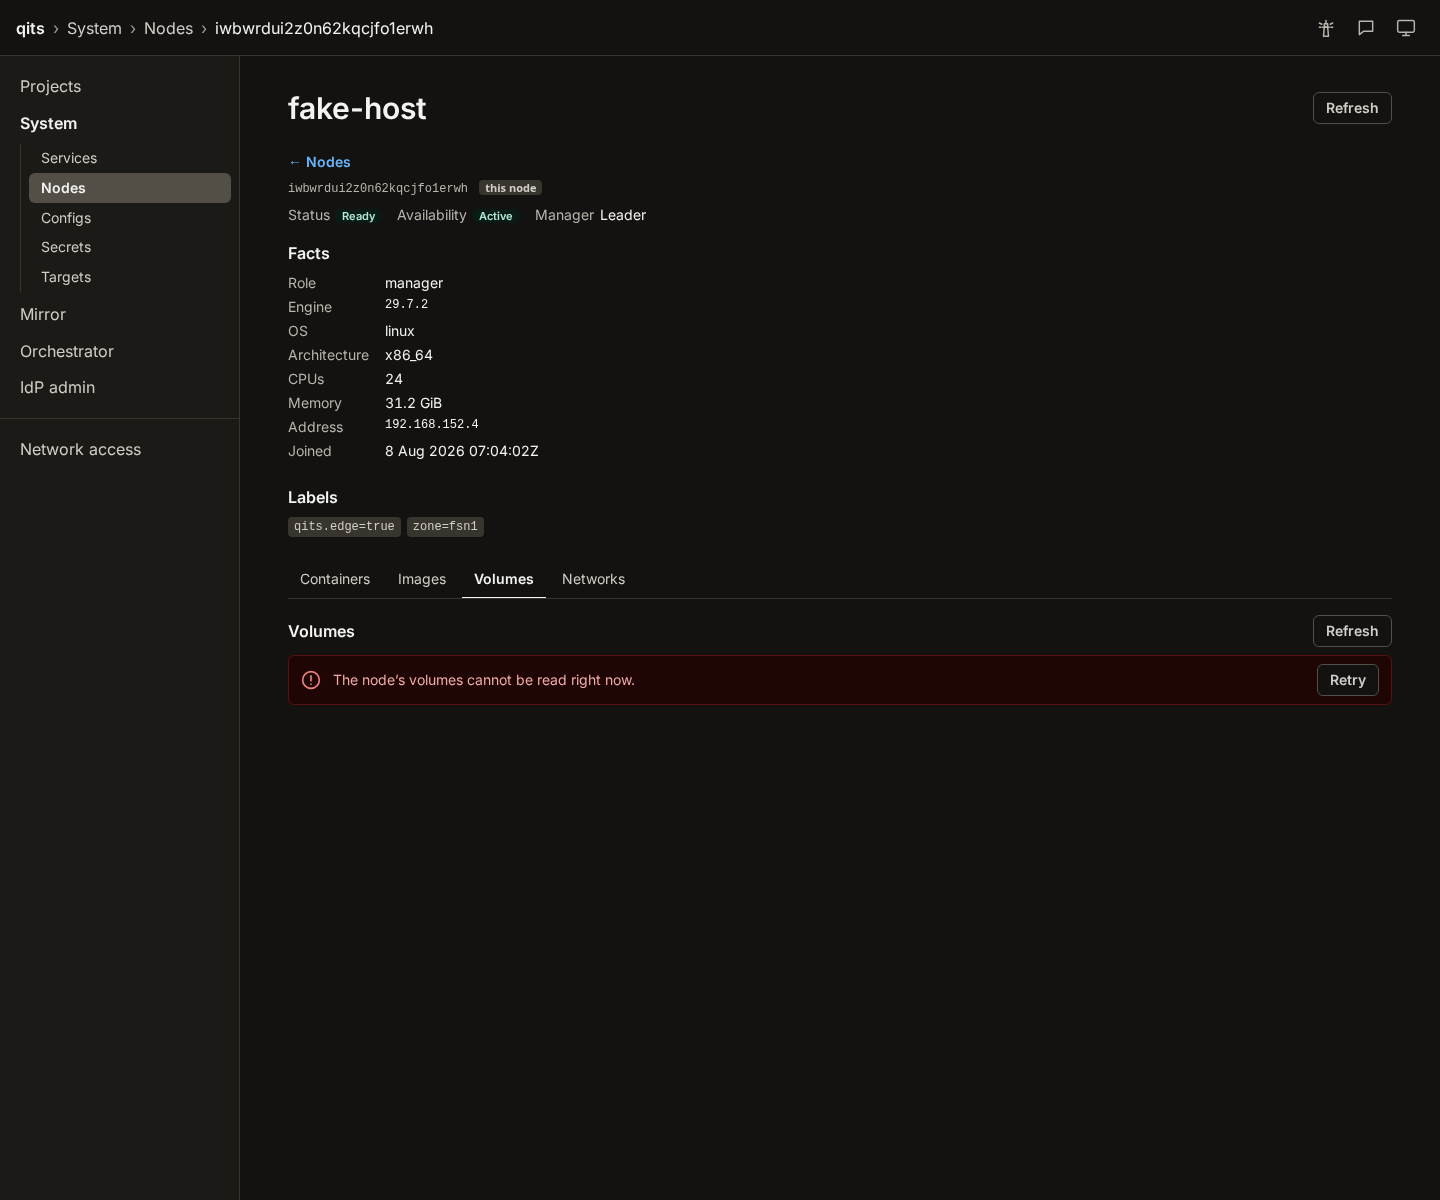 qits › System › Nodes › iwbwrdui2z0n62kqcjfo1erwh
Projects
System
Services
Nodes
Configs
Secrets
Targets
Mirror
Orchestrator
IdP admin
Network access
fake-host
Refresh
← Nodes
iwbwrdui2z0n62kqcjfo1erwh this node
Status Ready Availability Active Manager Leader
Facts
Role manager
Engine 29.7.2
OS linux
Architecture x86_64
CPUs 24
Memory 31.2 GiB
Address 192.168.152.4
Joined 8 Aug 2026 07:04:02Z
Labels
qits.edge=true zone=fsn1
Containers Images Volumes Networks
Volumes
Refresh
The node’s volumes cannot be read right now.
Retry